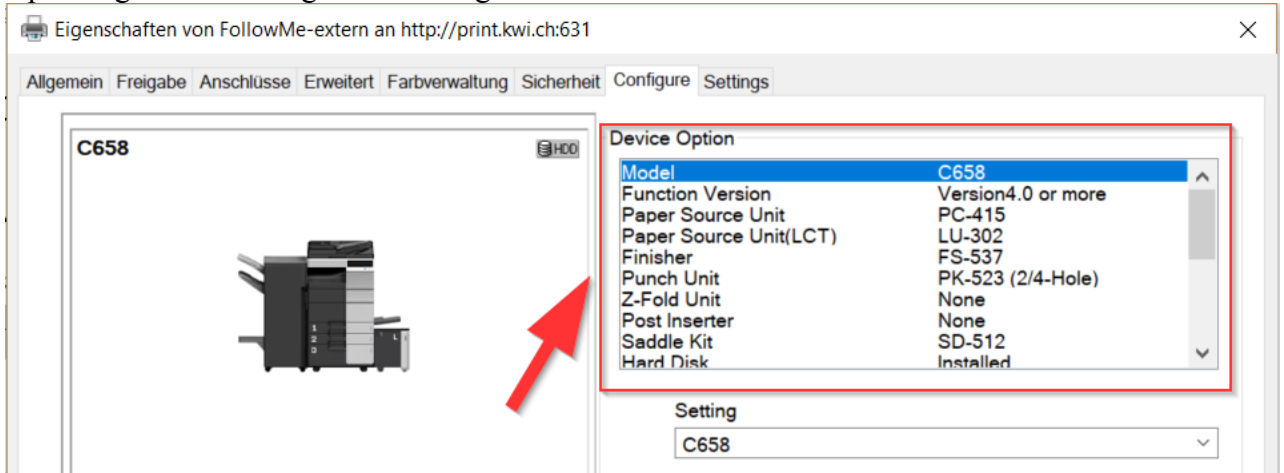 Eigenschaften von FollowMe-extern an http://print.kwi.ch:631
Allgemein Freigabe Anschlüsse Erweitert Farbverwaltung Sicherheit Configure Settings
C658
HDD
Device Option
Model C658
Function Version Version4.0 or more
Paper Source Unit PC-415
Paper Source Unit(LCT) LU-302
Finisher FS-537
Punch Unit PK-523 (2/4-Hole)
Z-Fold Unit None
Post Inserter None
Saddle Kit SD-512
Hard Disk Installed
1
2
3
L
Setting
C658